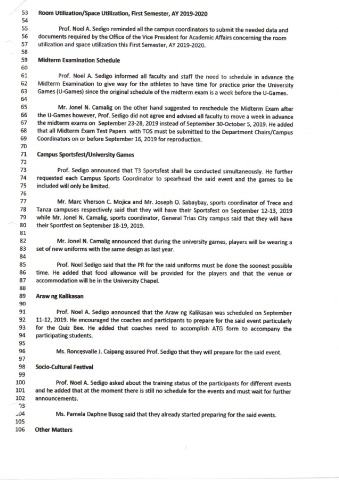 53 Room Utilization/Space Utilization, First Semester, AY 2019-2020
54
55 Prof. Noel A. Sedigo reminded all the campus coordinators to submit the needed data and
56 documents required by the Office of the Vice President for Academic Affairs concerning the room
57 utilization and space utilization this First Semester, AY 2019-2020.
58
59 Midterm Examination Schedule
60
61 Prof. Noel A. Sedigo informed all faculty and staff the need to schedule in advance the
62 Midterm Examination to give way for the athletes to have time for practice prior the University
63 Games (U-Games) since the original schedule of the midterm exam is a week before the U-Games.
64
65 Mr. Jonel N. Camalig on the other hand suggested to reschedule the Midterm Exam after
66 the U-Games however, Prof. Sedigo did not agree and advised all faculty to move a week in advance
67 the midterm exams on September 23-28, 2019 instead of September 30-October 5, 2019. He added
68 that all Midterm Exam Test Papers with TOS must be submitted to the Department Chairs/Campus
69 Coordinators on or before September 16, 2019 for reproduction.
70
71 Campus Sportsfest/University Games
72
73 Prof. Sedigo announced that T3 Sportsfest shall be conducted simultaneously. He further
74 requested each Campus Sports Coordinator to spearhead the said event and the games to be
75 included will only be limited.
76
77 Mr. Marc Vherson C. Mojica and Mr. Joseph O. Sabaybay, sports coordinator of Trece and
78 Tanza campuses respectively said that they will have their Sportsfest on September 12-13, 2019
79 while Mr. Jonel N. Camalig, sports coordinator, General Trias City campus said that they will have
80 their Sportfest on September 18-19, 2019.
81
82 Mr. Jonel N. Camalig announced that during the university games, players will be wearing a
83 set of new uniforms with the same design as last year.
84
85 Prof. Noel Sedigo said that the PR for the said uniforms must be done the soonest possible
86 time. He added that food allowance will be provided for the players and that the venue or
87 accommodation will be in the University Chapel.
88
89 Araw ng Kalikasan
90
91 Prof. Noel A. Sedigo announced that the Araw ng Kalikasan was scheduled on September
92 11-12, 2019. He encouraged the coaches and participants to prepare for the said event particularly
93 for the Quiz Bee. He added that coaches need to accomplish ATG form to accompany the
94 participating students.
95
96 Ms. Roncesvalle J. Caipang assured Prof. Sedigo that they will prepare for the said event.
97
98 Socio-Cultural Festival
99
100 Prof. Noel A. Sedigo asked about the training status of the participants for different events
101 and he added that at the moment there is still no schedule for the events and must wait for further
102 announcements.
103
104 Ms. Pamela Daphne Busog said that they already started preparing for the said events.
105
106 Other Matters